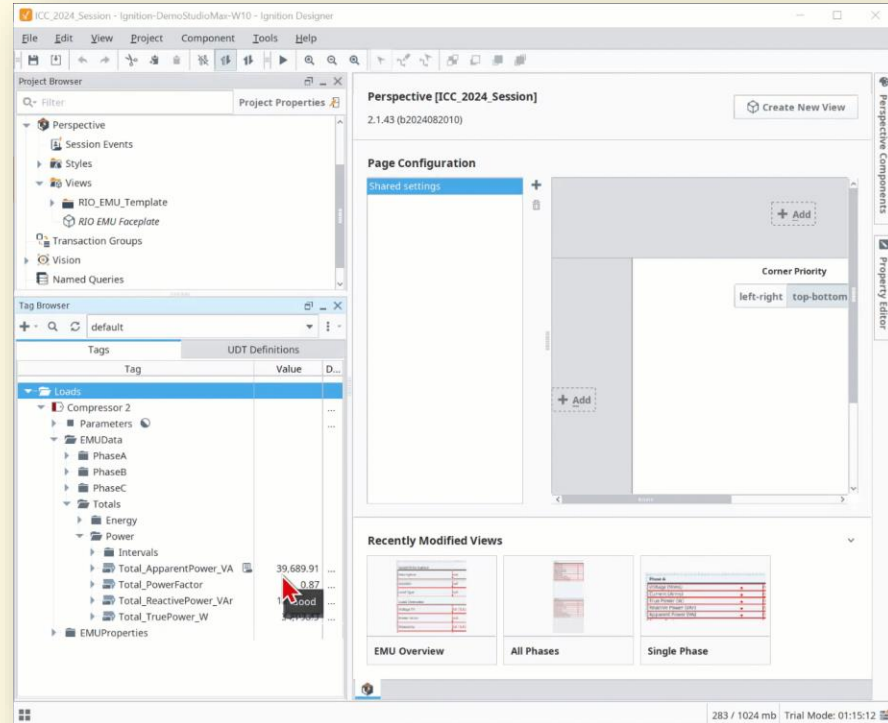 ICC_2024_Session - Ignition-DemoStudioMax-W10 - Ignition Designer
File Edit View Project Component Tools Help
Project Browser
Filter
Project Properties
Perspective
Session Events
Styles
Views
RIO_EMU_Template
RIO EMU Faceplate
Transaction Groups
Vision
Named Queries
Tag Browser
default
Tags UDT Definitions
Tag Value D...
Loads
Compressor 2 ...
Parameters ...
EMUData
PhaseA
PhaseB
PhaseC
Totals
Energy
Power
Intervals
Total_ApparentPower_VA 39,689.91 ...
Total_PowerFactor 0.87 ...
Total_ReactivePower_VAr ...
Good
Total_TruePower_W ...
EMUProperties
Perspective [ICC_2024_Session]
2.1.43 (b2024082010)
Create New View
Page Configuration
Shared settings
+ Add
Corner Priority
left-right top-bottom
+ Add
Recently Modified Views
EMU Overview
All Phases
Phase A
Single Phase
Perspective Components
Property Editor
283 / 1024 mb Trial Mode: 01:15:12